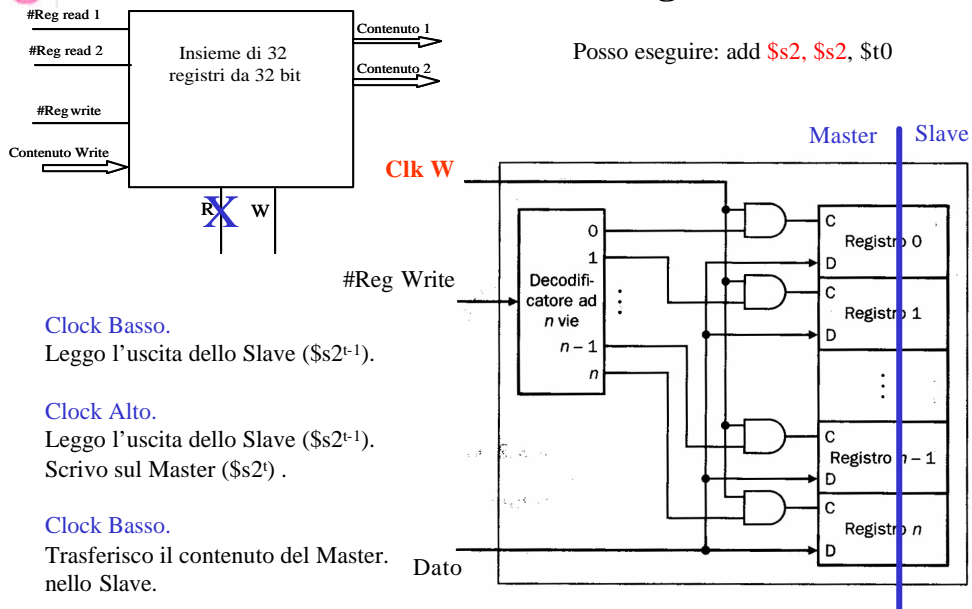 #Reg read 1
#Reg read 2
#Reg write
Contenuto Write
Insieme di 32
registri da 32 bit
Contenuto 1
Contenuto 2
R
X
W
Posso eseguire: add $s2, $s2, $t0
Master
Slave
Clk W
#Reg Write
Dato
Decodifi-
catore ad
n vie
0
1
⋮
n – 1
n
C
Registro 0
D
C
Registro 1
D
⋮
C
Registro n – 1
D
C
Registro n
D
Clock Basso.
Leggo l’uscita dello Slave ($s2t-1).
Clock Alto.
Leggo l’uscita dello Slave ($s2t-1).
Scrivo sul Master ($s2t) .
Clock Basso.
Trasferisco il contenuto del Master.
nello Slave.